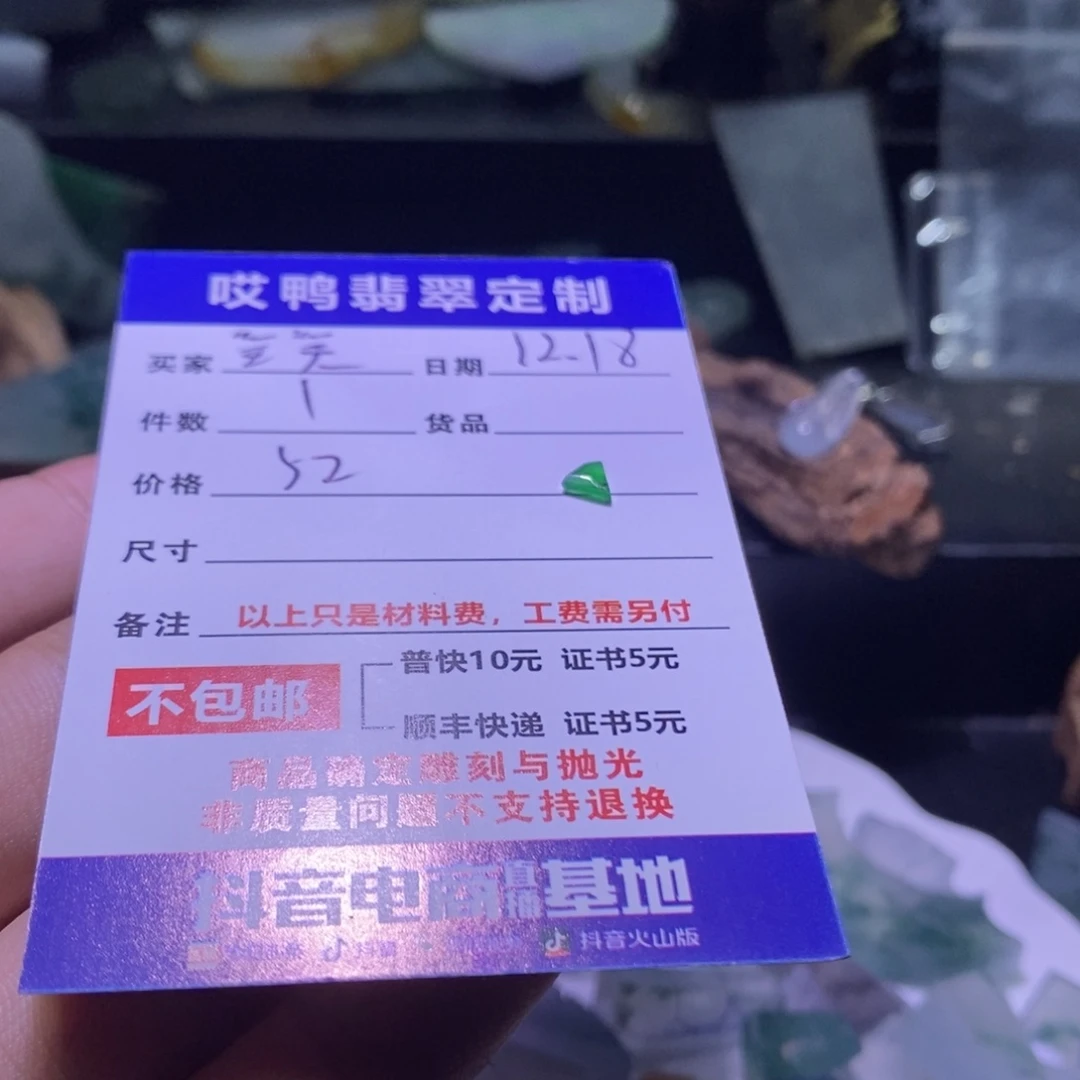 哎鸭翡翠定制
买家 日期 12.18
件数 1 货品
价格 52
尺寸
备注 以上只是材料费，工费需另付
不包邮
普快10元 证书5元
顺丰快递 证书5元
商品确定雕刻与抛光
非质量问题不支持退换
抖音电商直播基地
抖音 抖音火山版